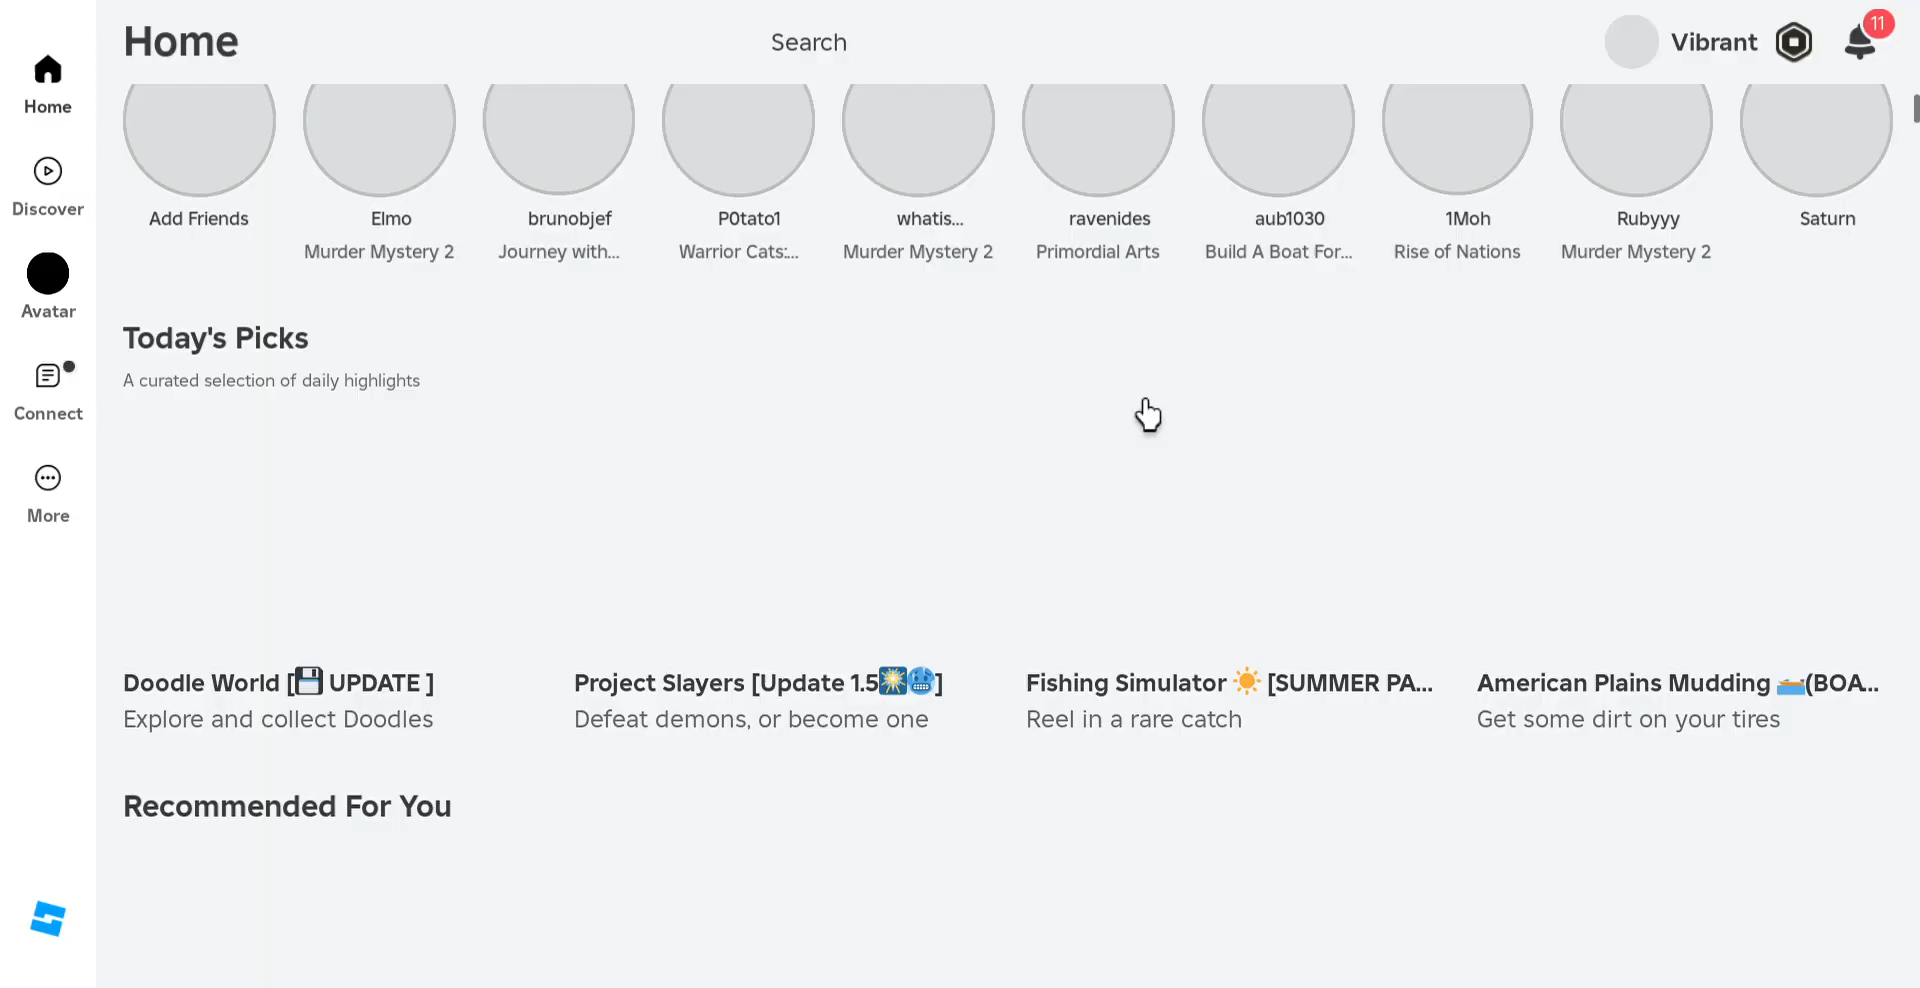 Home
Search
Vibrant
11
Home
Discover
Avatar
Connect
More
Add Friends
Elmo
Murder Mystery 2
brunobjef
Journey with...
P0tato1
Warrior Cats:...
whatis...
Murder Mystery 2
ravenides
Primordial Arts
aub1030
Build A Boat For...
1Moh
Rise of Nations
Rubyyy
Murder Mystery 2
Saturn
Today's Picks
A curated selection of daily highlights
Doodle World [💾 UPDATE ]
Explore and collect Doodles
Project Slayers [Update 1.5🎇🥶]
Defeat demons, or become one
Fishing Simulator ☀️ [SUMMER PA...
Reel in a rare catch
American Plains Mudding 🚤(BOA...
Get some dirt on your tires
Recommended For You